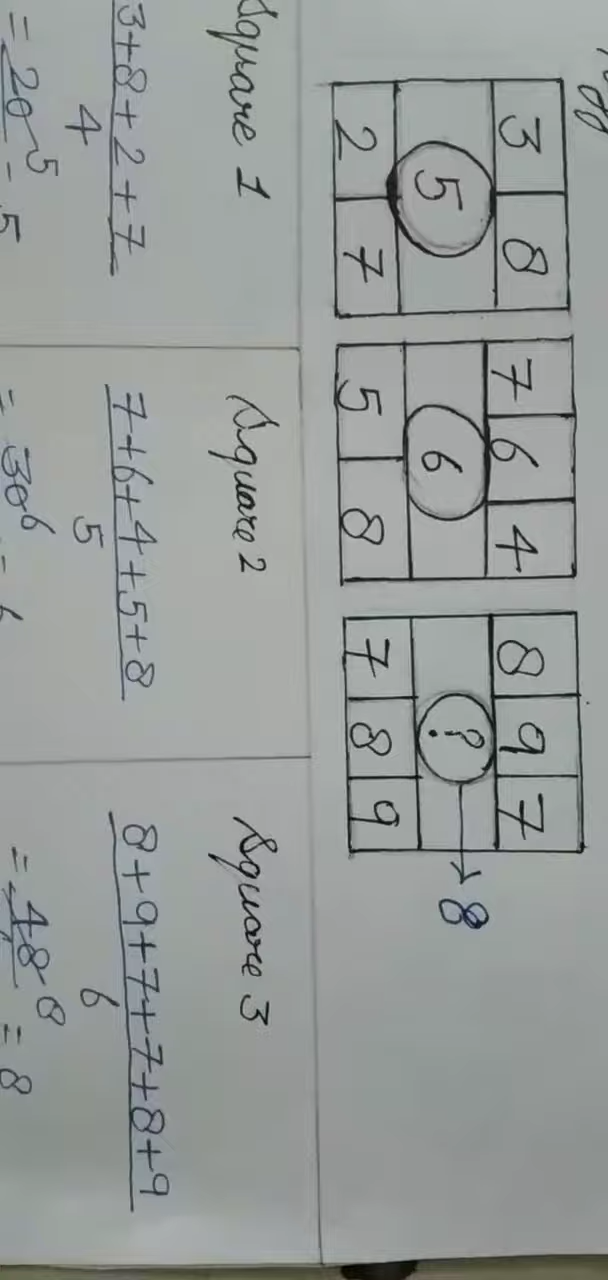 3 8 7 6 4 8 9 7
5 6 ? → 8
2 7 5 8 7 8 9
Square 1 Square 2 Square 3
3+8+2+7 7+6+4+5+8 8+9+7+7+8+9
4 5 6
= 20 5 = 5 = 30 6 = 48 8 = 8